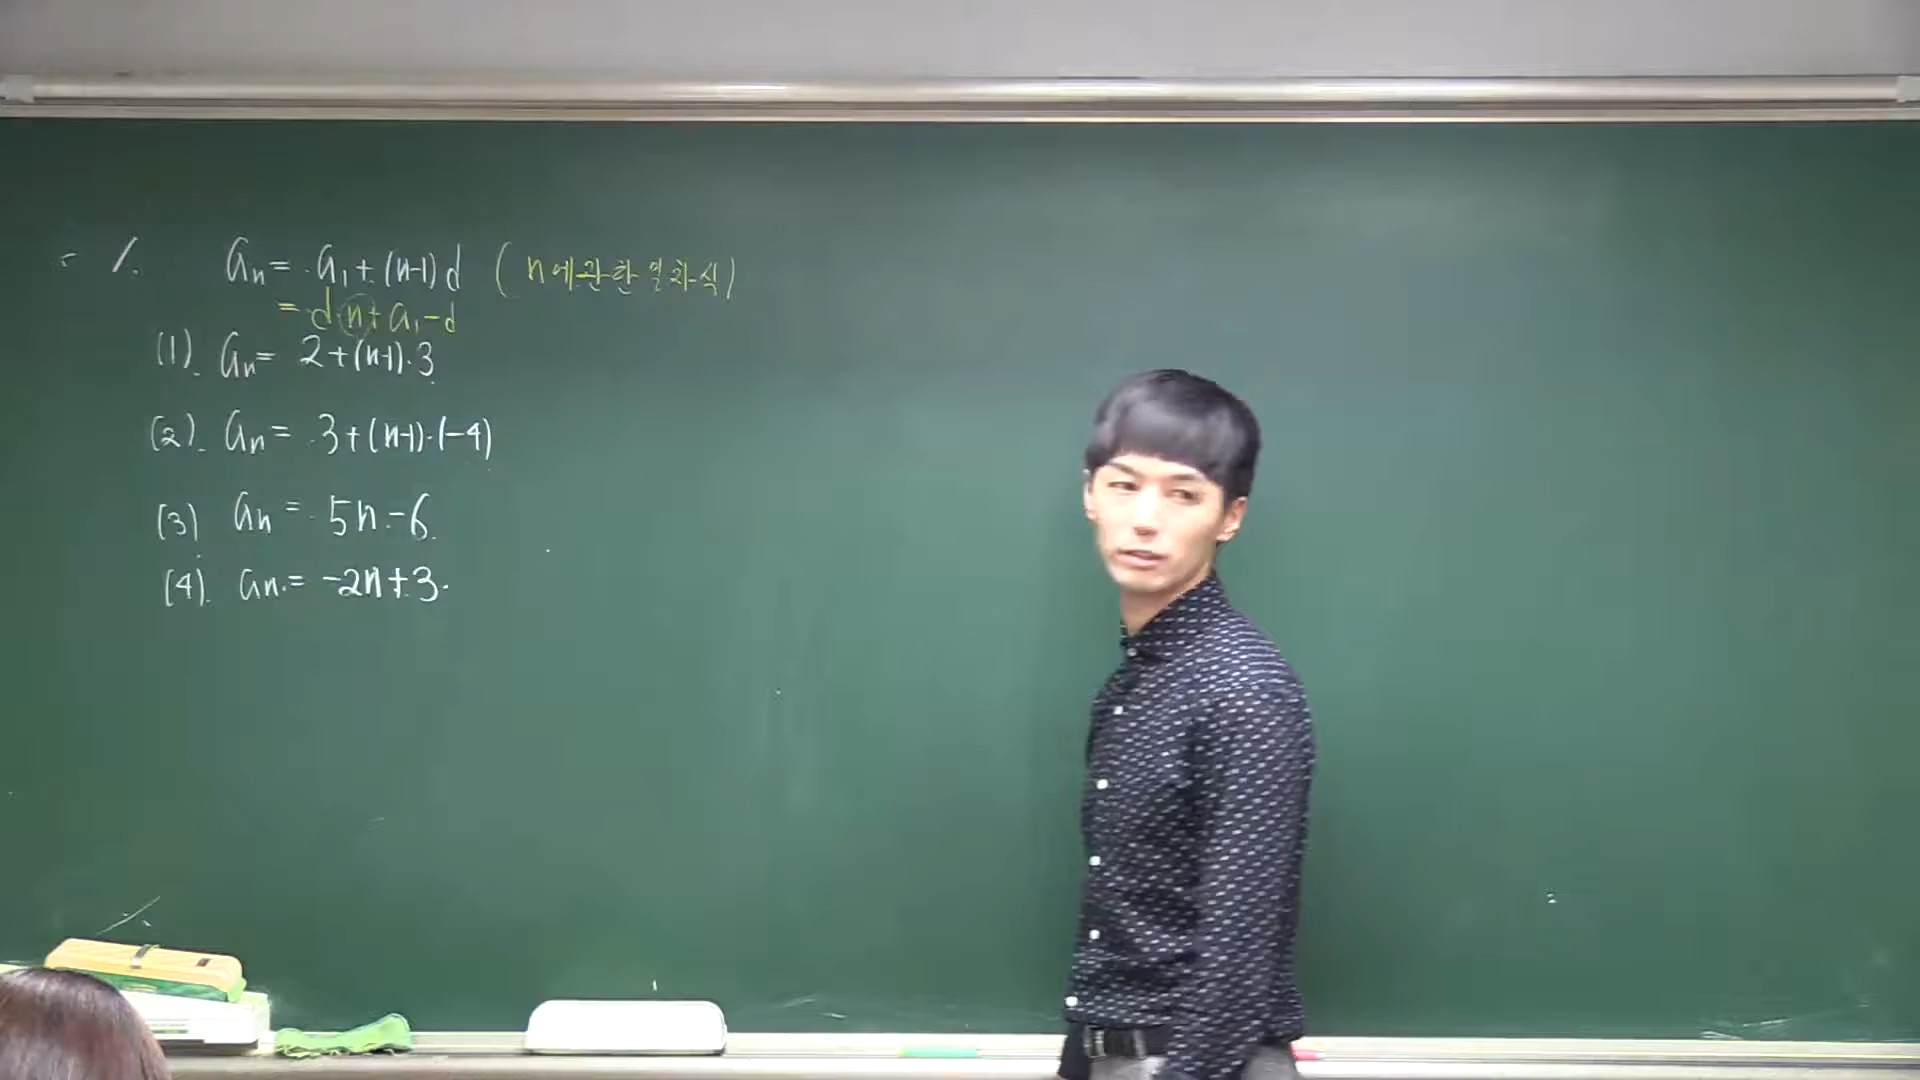 1. an = a1 + (n-1)d (n에 관한 일차식)
= dn + a1 - d
(1). an = 2+(n-1)·3
(2). an = 3+(n-1)·(-4)
(3) an = 5n-6
(4). an = -2n+3.